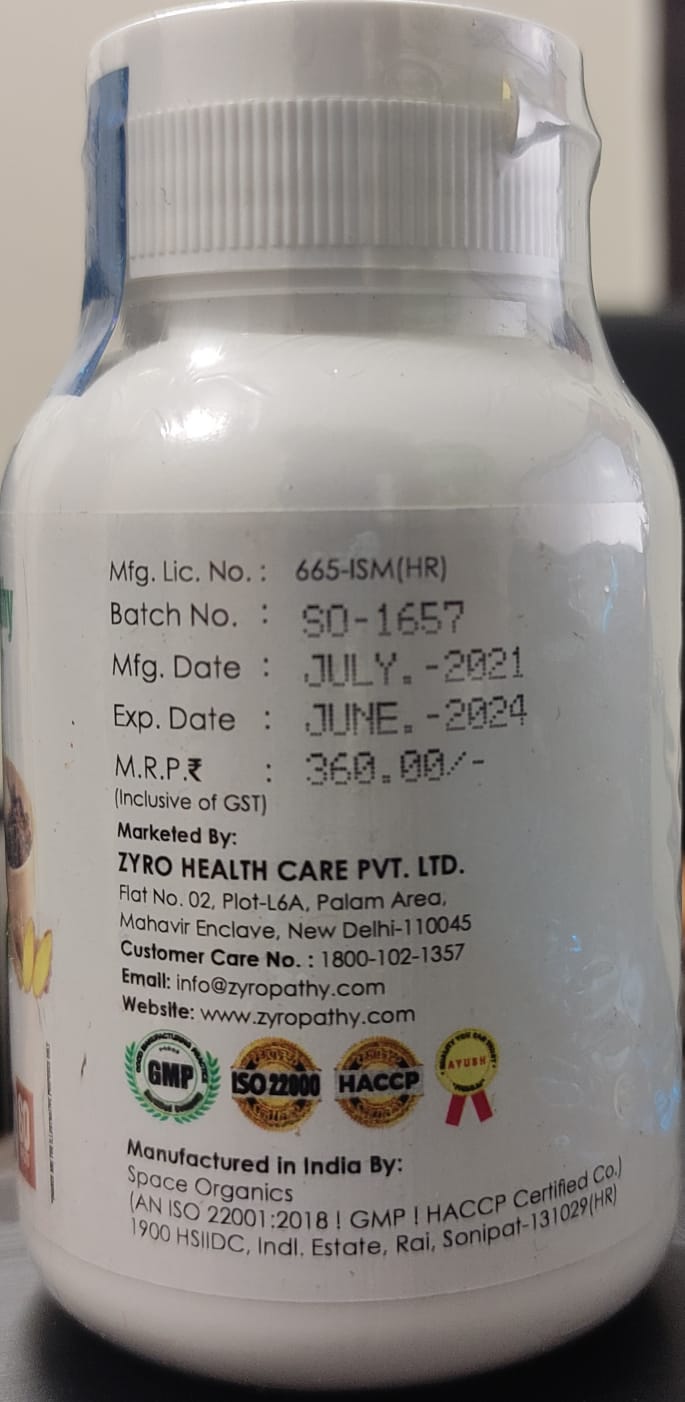 Mfg. Lic. No. : 665-ISM(HR)
Batch No. : SO-1657
Mfg. Date : JULY.-2021
Exp. Date : JUNE.-2024
M.R.P.₹ : 360.00/-
(Inclusive of GST)
Marketed By:
ZYRO HEALTH CARE PVT. LTD.
Flat No. 02, Plot-L6A, Palam Area,
Mahavir Enclave, New Delhi-110045
Customer Care No. : 1800-102-1357
Email: info@zyropathy.com
Website: www.zyropathy.com
GOOD MANUFACTURING PRACTICE
GMP
ISO 22000
HACCP
AYUSH
Manufactured in India By:
Space Organics
(AN ISO 22001:2018 ! GMP ! HACCP Certified Co.)
1900 HSIIDC, Indl. Estate, Rai, Sonipat-131029(HR)